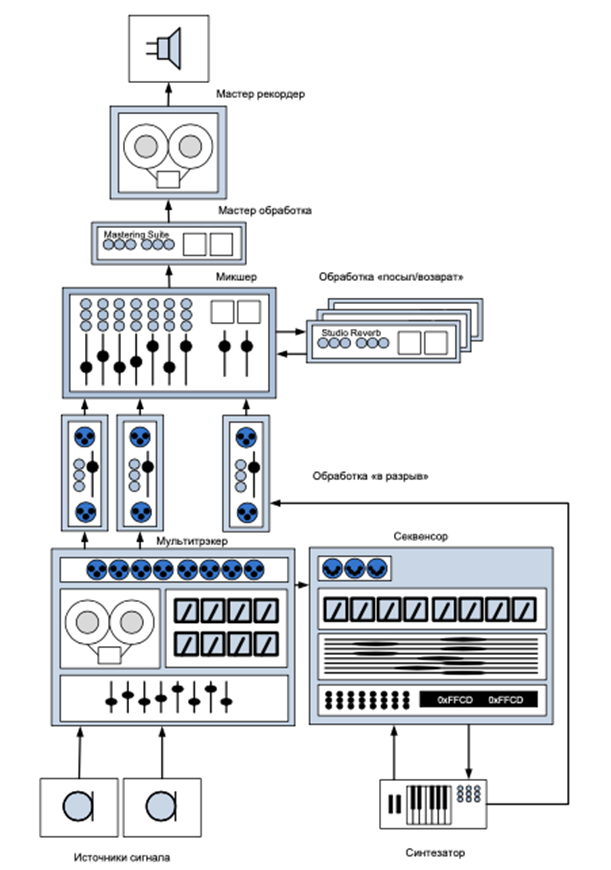 Мастер рекордер
Мастер обработка
Mastering Suite
Микшер
Обработка «посыл/возврат»
Studio Reverb
Обработка «в разрыв»
Мультитрэкер
Секвенсор
0xFFCD 0xFFCD
Источники сигнала
Синтезатор